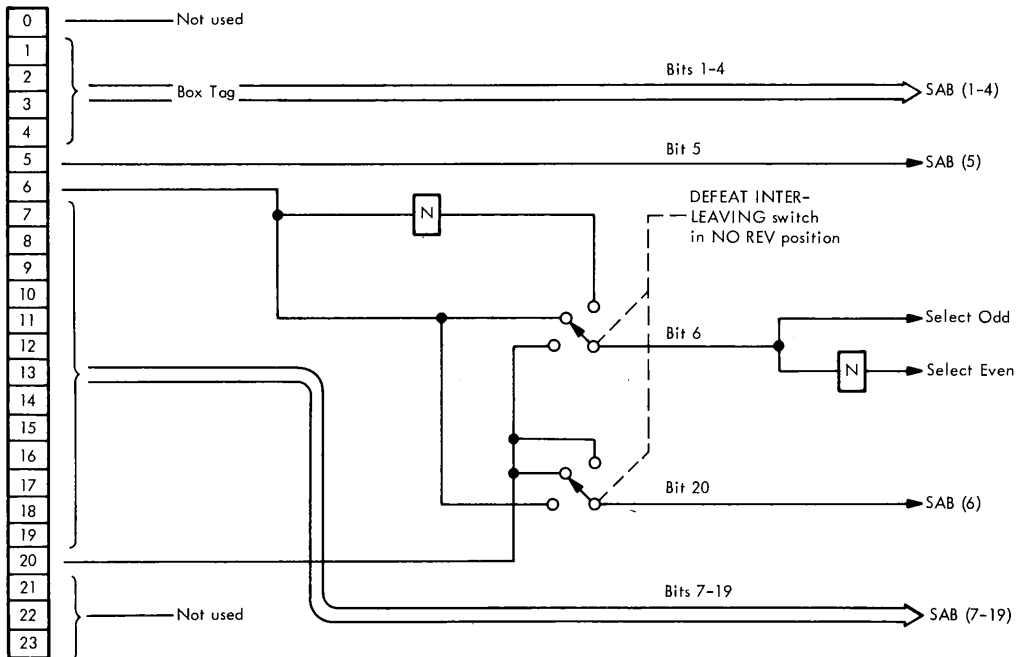 0
Not used
1
2
3
4
Box Tag
Bits 1-4
SAB (1-4)
5
Bit 5
SAB (5)
6
7
8
9
10
11
12
13
14
15
16
17
18
19
20
21
22
23
N
DEFEAT INTER-
LEAVING switch
in NO REV position
Bit 6
Select Odd
N
Select Even
Bit 20
SAB (6)
Bits 7-19
SAB (7-19)
Not used